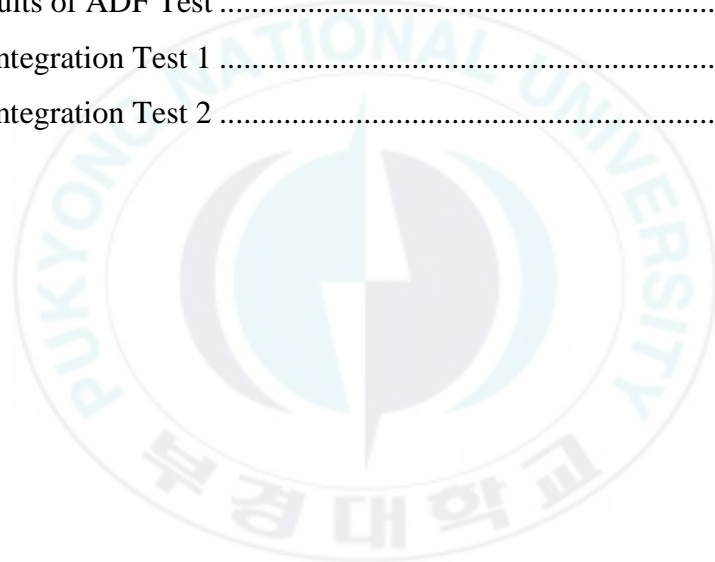 ults of ADF Test ..............................................................
ntegration Test 1 ..............................................................
ntegration Test 2 ..............................................................
PUKYONG NATIONAL UNIVERSITY
부경대학교